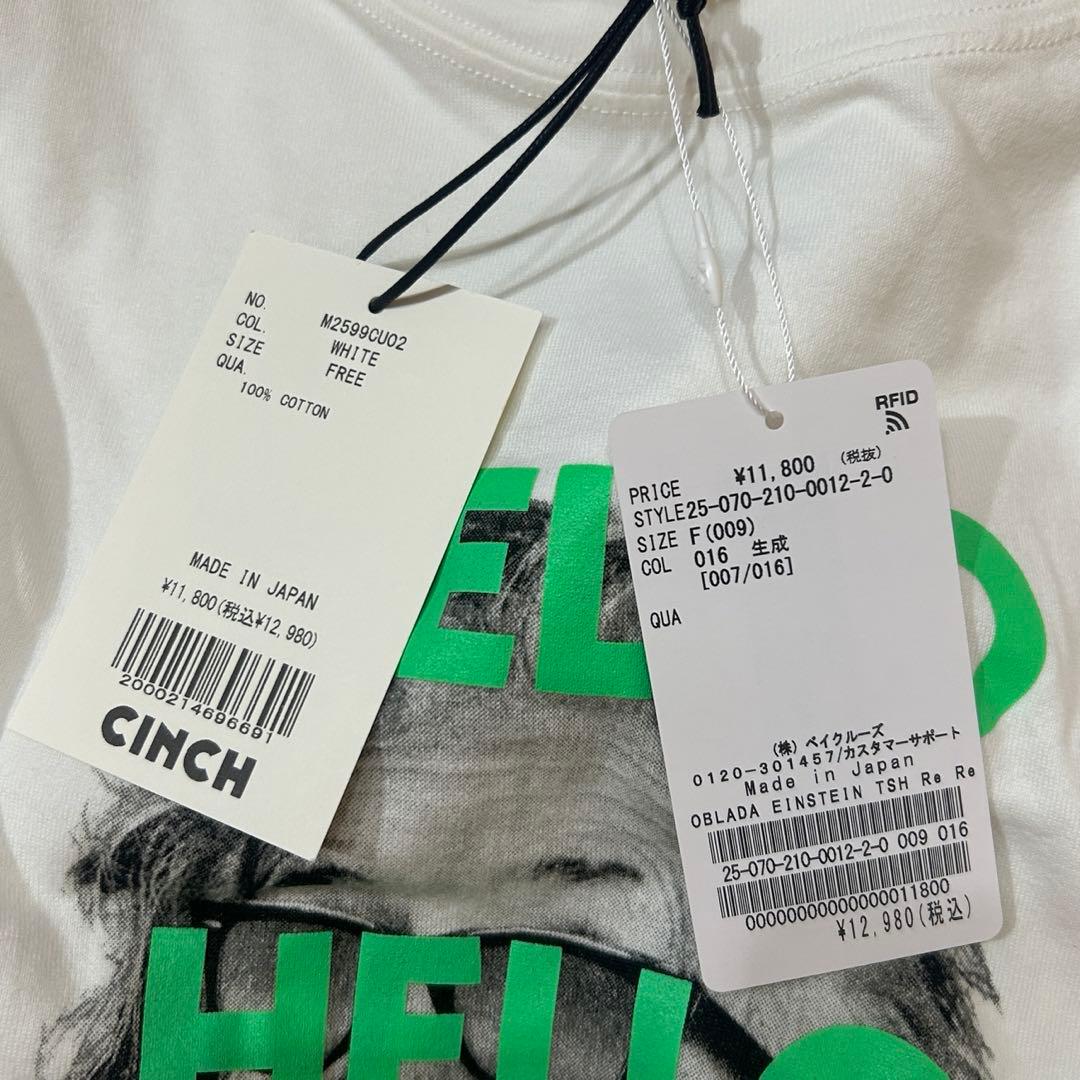 NO. M2599CU02
COL. WHITE
SIZE FREE
QUA.
100% COTTON
MADE IN JAPAN
¥11,800(税込¥12,980)
2000214696691
CINCH
RFID
PRICE ¥11,800 (税抜)
STYLE25-070-210-0012-2-0
SIZE F(009)
COL 016 生成
[007/016]
QUA
(株) ベイクルーズ
0120-301457/カスタマーサポート
Made in Japan
OBLADA EINSTEIN TSH Re Re
25-070-210-0012-2-0 009 016
00000000000000011800
¥12,980(税込)
HELLO